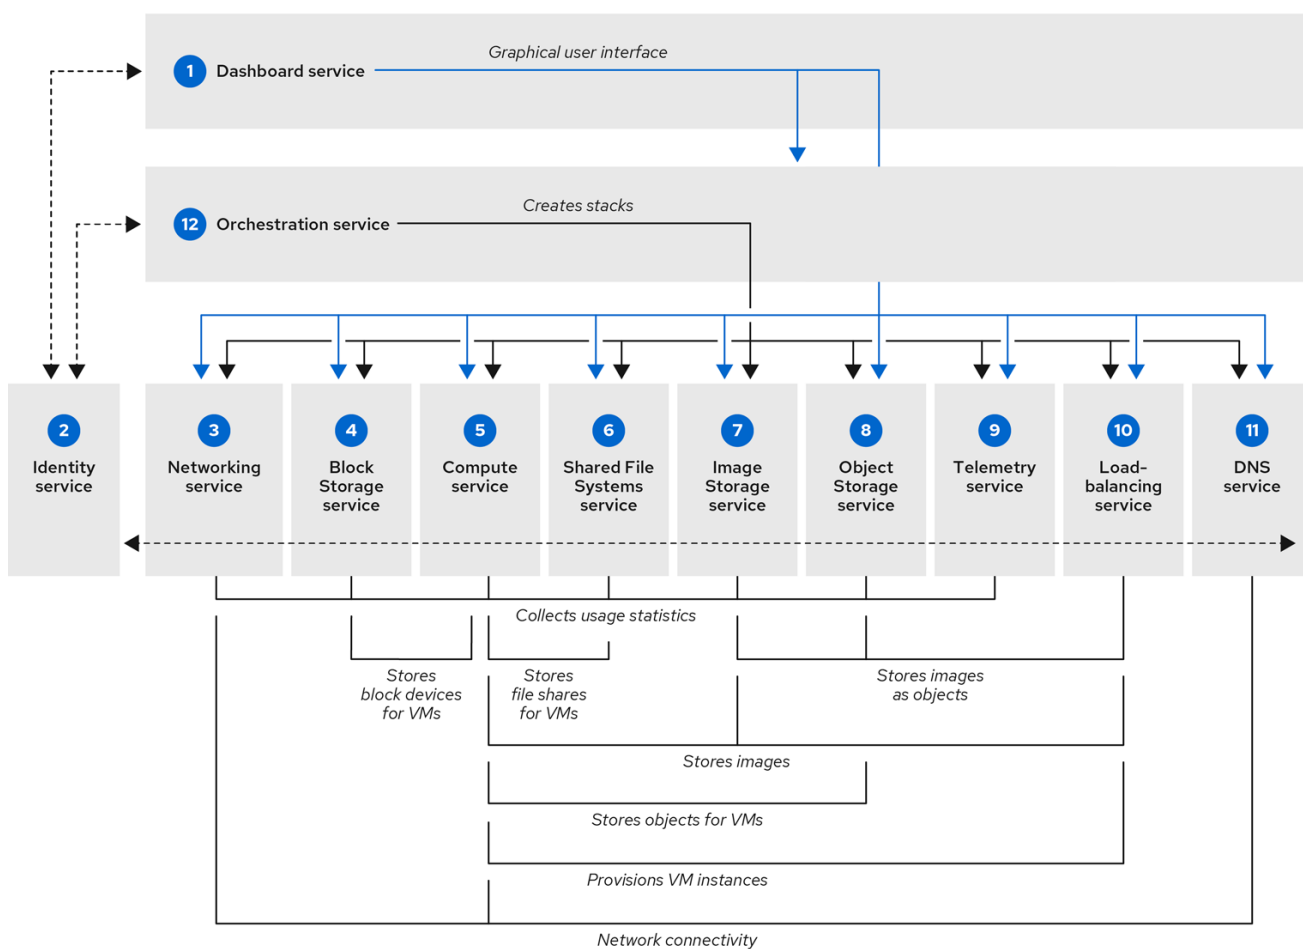 Graphical user interface
1 Dashboard service
Creates stacks
12 Orchestration service
2
Identity
service
3
Networking
service
4
Block
Storage
service
5
Compute
service
6
Shared File
Systems
service
7
Image
Storage
service
8
Object
Storage
service
9
Telemetry
service
10
Load-
balancing
service
11
DNS
service
Collects usage statistics
Stores
block devices
for VMs
Stores
file shares
for VMs
Stores images
as objects
Stores images
Stores objects for VMs
Provisions VM instances
Network connectivity